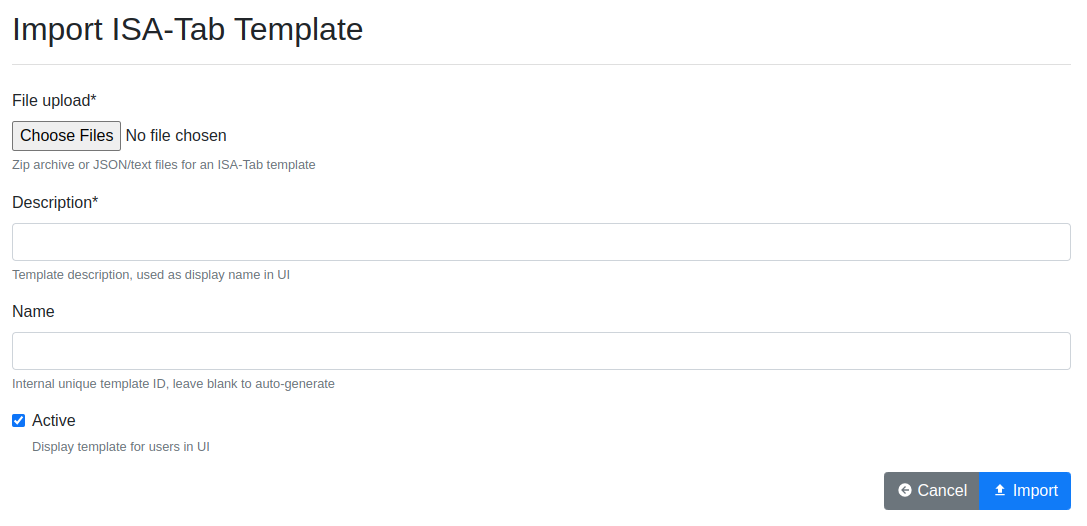 Import ISA-Tab Template
File upload*
Choose Files No file chosen
Zip archive or JSON/text files for an ISA-Tab template
Description*
Template description, used as display name in UI
Name
Internal unique template ID, leave blank to auto-generate
Active
Display template for users in UI
Cancel Import